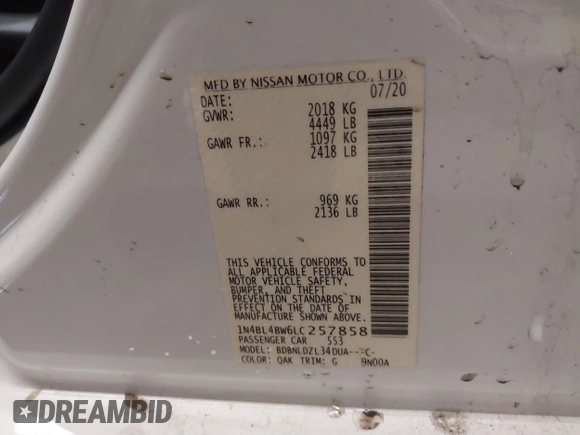 MFD BY NISSAN MOTOR CO., LTD
DATE: 07/20
GVWR: 2018 KG
4449 LB
GAWR FR.: 1097 KG
2418 LB
GAWR RR.: 969 KG
2136 LB
THIS VEHICLE CONFORMS TO
ALL APPLICABLE FEDERAL
MOTOR VEHICLE SAFETY,
BUMPER, AND THEFT
PREVENTION STANDARDS IN
EFFECT ON THE DATE OF
MANUFACTURE SHOWN ABOVE.
1N4BL4BW6LC257858
PASSENGER CAR 553
MODEL: BDBNLDZL34DUA--
COLOR: QAK TRIM: G 9N00A
DREAMBID